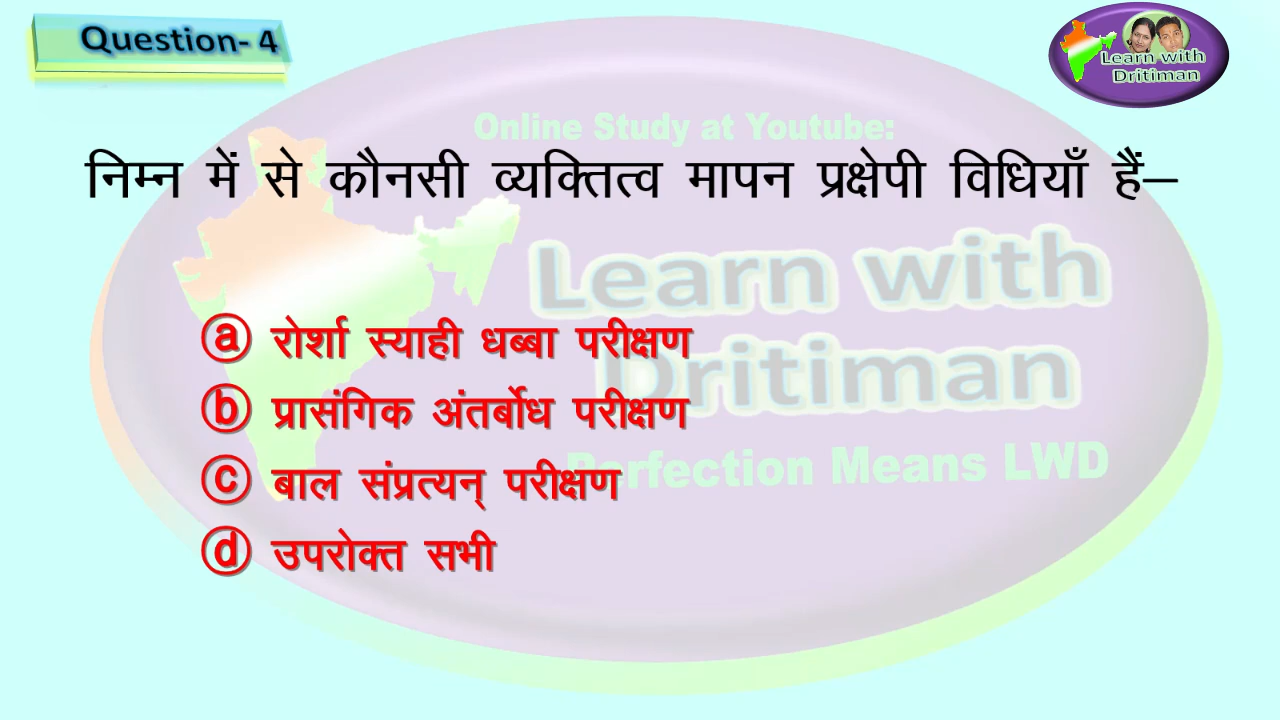 Question- 4
Learn with
Dritiman
Online Study at Youtube:
निम्न में से कौनसी व्यक्तित्व मापन प्रक्षेपी विधियाँ हैं–
Learn with
Dritiman
ⓐ रोर्शा स्याही धब्बा परीक्षण
ⓑ प्रासंगिक अंतर्बोध परीक्षण
Perfection Means LWD
ⓒ बाल संप्रत्यन् परीक्षण
ⓓ उपरोक्त सभी